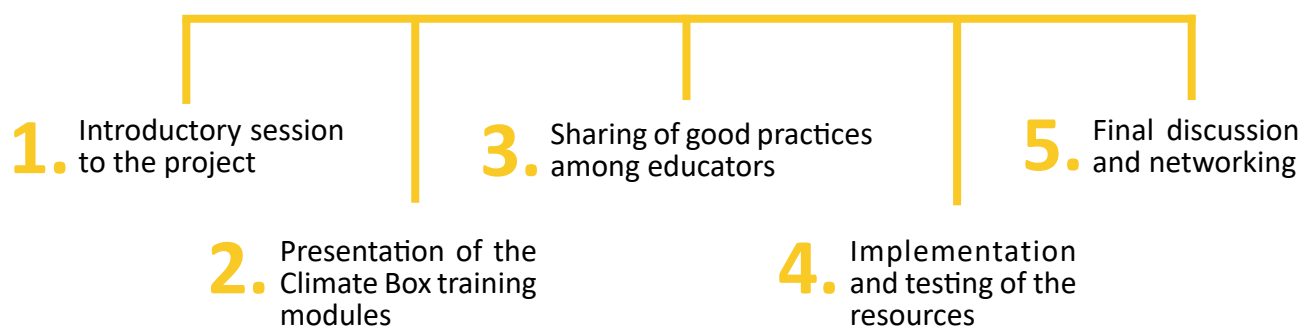 1. Introductory session
to the project
2. Presentation of the
Climate Box training
modules
3. Sharing of good practices
among educators
4. Implementation
and testing of the
resources
5. Final discussion
and networking